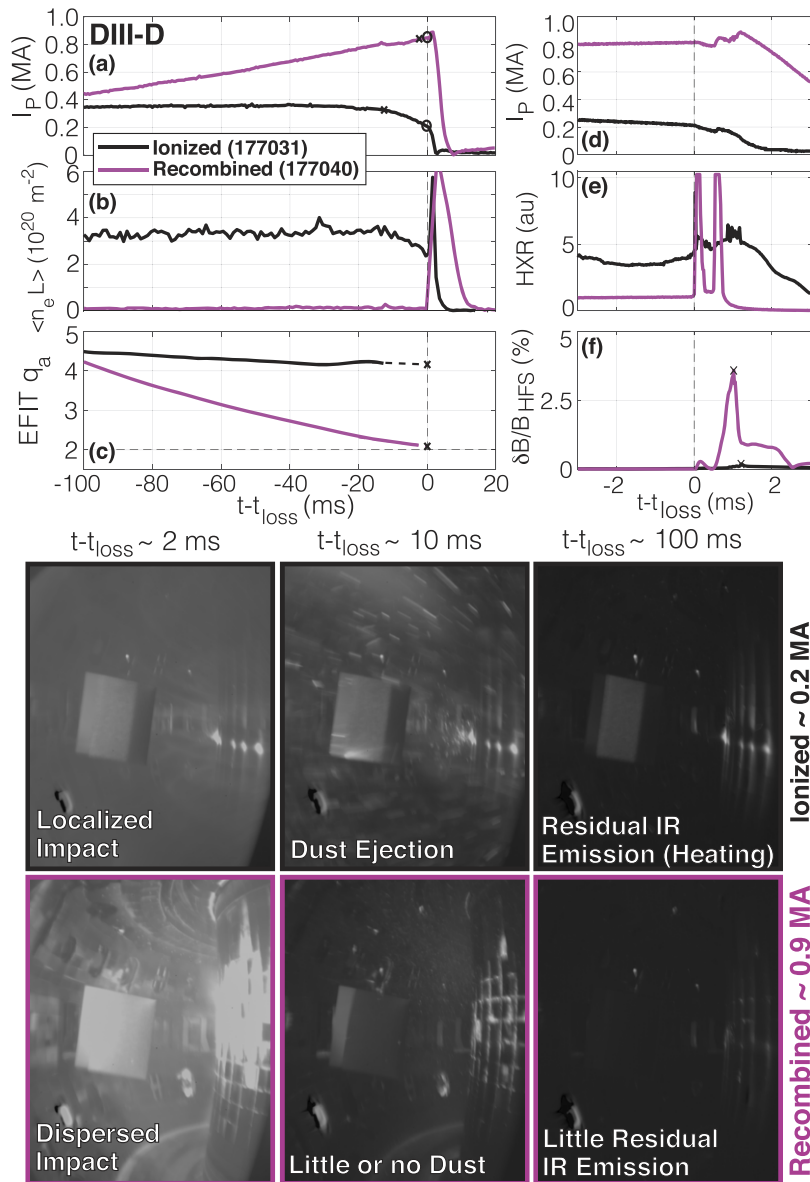 DIII-D
(a)
I_P (MA)
1.0
0.8
0.6
0.4
0.2
0
Ionized (177031)
Recombined (177040)
(b)
<n_e L> (10^20 m^-2)
6
4
2
0
(c)
EFIT q_a
5
4
3
2
-100
-80
-60
-40
-20
0
20
t-t_loss (ms)
(d)
I_P (MA)
1.0
0.8
0.6
0.4
0.2
0
(e)
HXR (au)
10
5
0
(f)
δB/B_HFS (%)
5
2.5
0
-2
0
2
t-t_loss (ms)
t-t_loss ~ 2 ms
t-t_loss ~ 10 ms
t-t_loss ~ 100 ms
Localized
Impact
Dust Ejection
Residual IR
Emission (Heating)
Ionized ~ 0.2 MA
Dispersed
Impact
Little or no Dust
Little Residual
IR Emission
Recombined ~ 0.9 MA